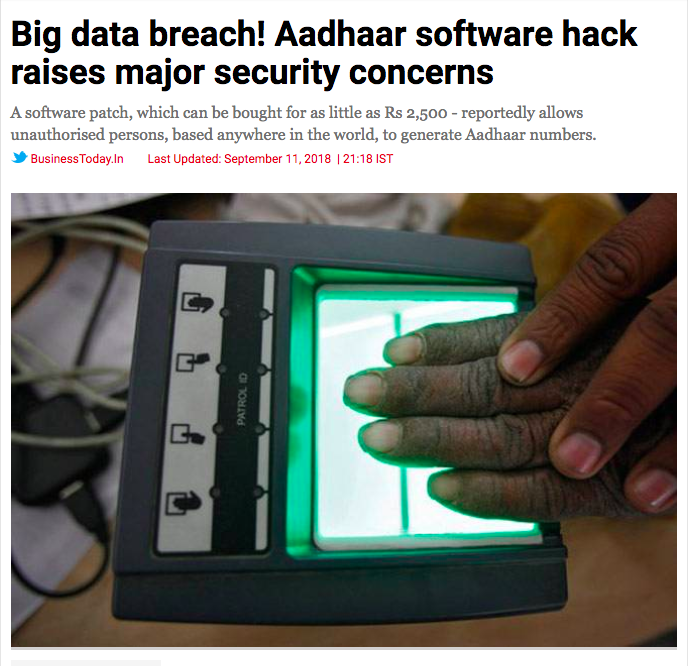 Big data breach! Aadhaar software hack
raises major security concerns
A software patch, which can be bought for as little as Rs 2,500 - reportedly allows
unauthorised persons, based anywhere in the world, to generate Aadhaar numbers.
BusinessToday.In Last Updated: September 11, 2018 | 21:18 IST
PATROL ID